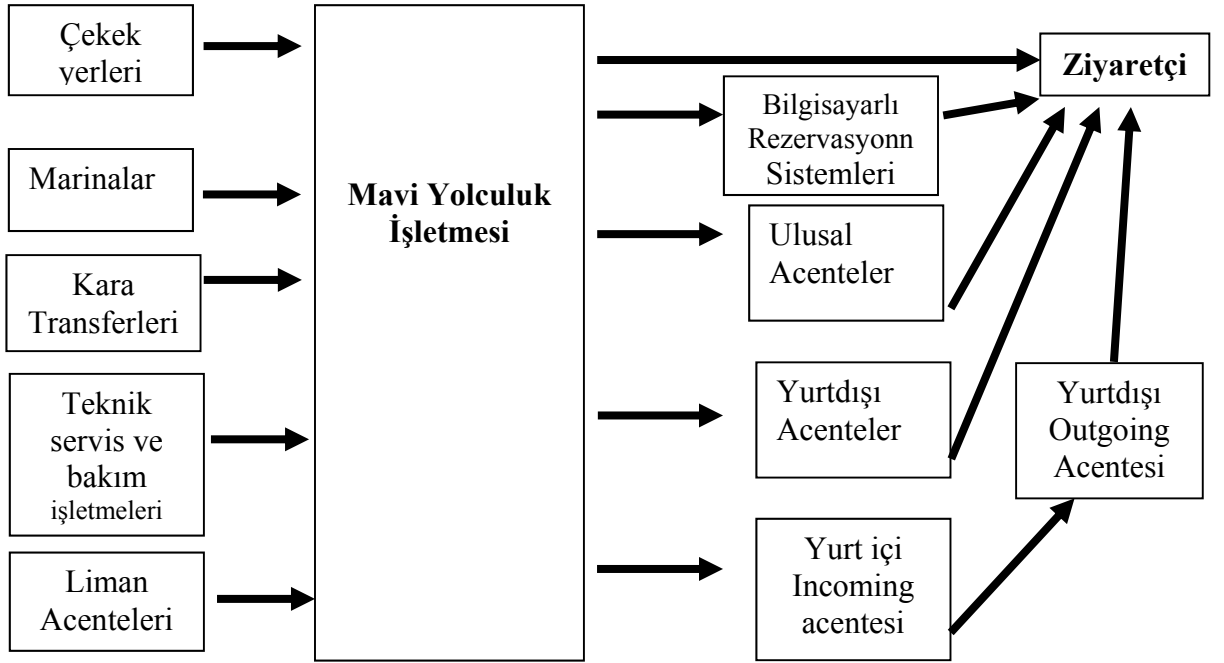 Çekek
yerleri
Marinalar
Kara
Transferleri
Teknik
servis ve
bakım
işletmeleri
Liman
Acenteleri
Mavi Yolculuk
İşletmesi
Bilgisayarlı
Rezervasyonn
Sistemleri
Ulusal
Acenteler
Yurtdışı
Acenteler
Yurt içi
Incoming
acentesi
Yurtdışı
Outgoing
Acentesi
Ziyaretçi